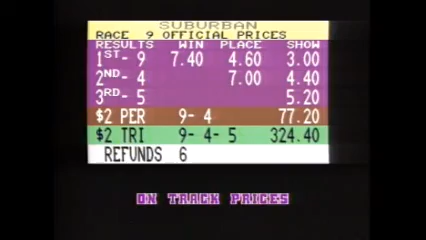 SUBURBAN
RACE 9 OFFICIAL PRICES
RESULTS WIN PLACE SHOW
1ST- 9 7.40 4.60 3.00
2ND- 4 7.00 4.40
3RD- 5 5.20
$2 PER 9- 4 77.20
$2 TRI 9- 4- 5 324.40
REFUNDS 6
ON TRACK PRICES